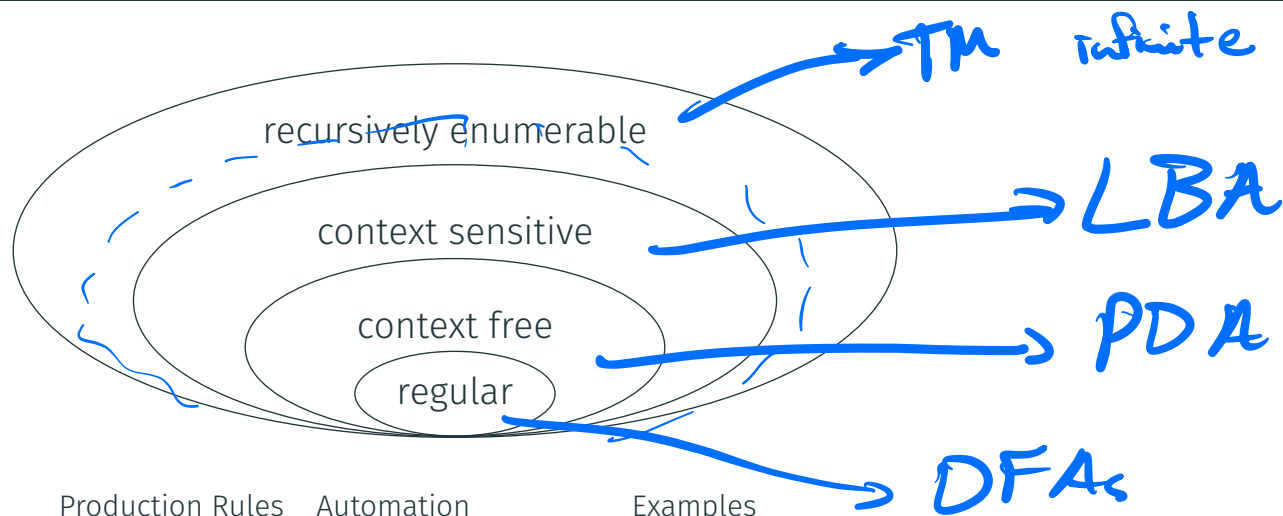 TM infinite
recursively enumerable
LBA
context sensitive
context free
PDA
regular
DFAs
Production Rules Automation Examples